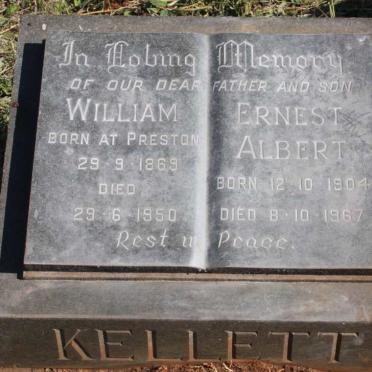 In Loving Memory
OF OUR DEAR FATHER AND SON
WILLIAM
BORN AT PRESTON
29-9-1869
DIED
29-6-1950
ERNEST
ALBERT
BORN 12-10-1904
DIED 8-10-1967
Rest in Peace.
KELLETT